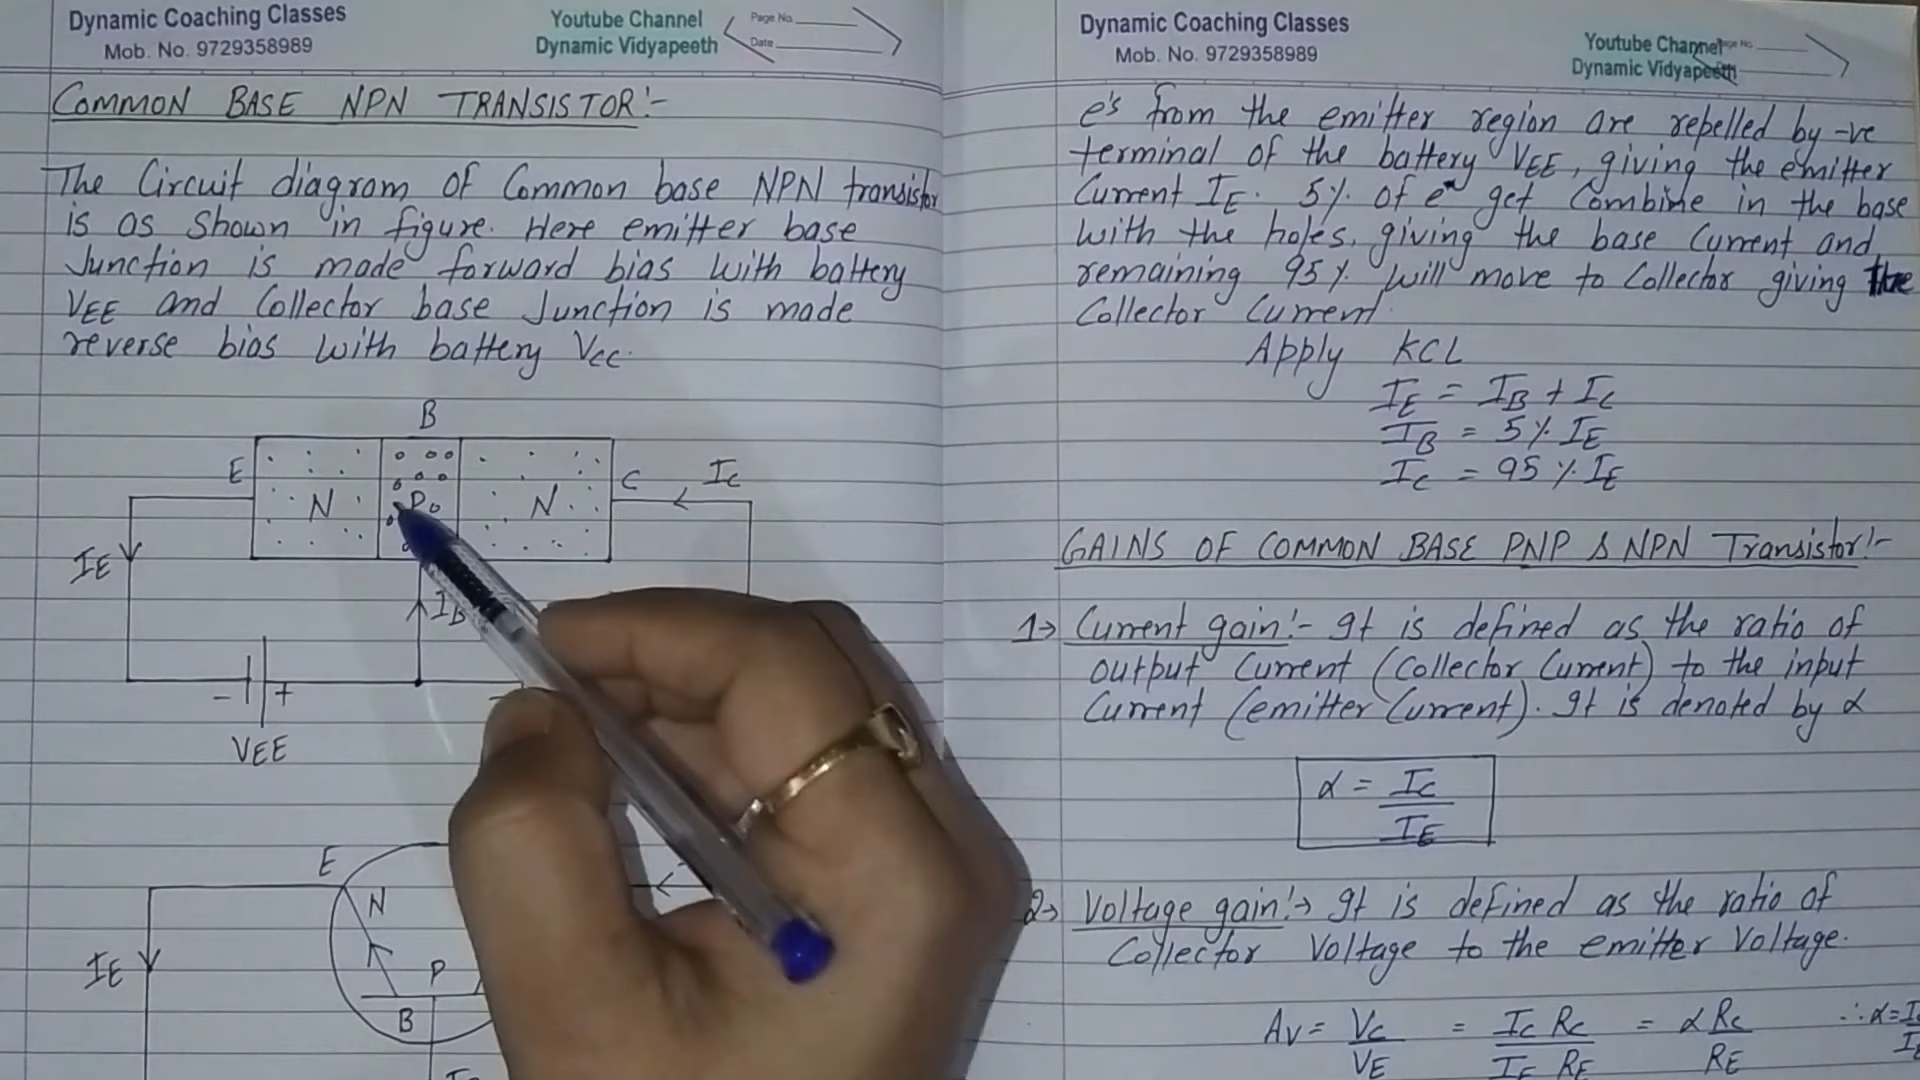 Dynamic Coaching Classes
Mob. No. 9729358989
Youtube Channel
Dynamic Vidyapeeth
Page No.
Date
COMMON BASE NPN TRANSISTOR:-
The Circuit diagram of Common base NPN transistor
is as shown in figure. Here emitter base
Junction is made forward bias with battery
VEE and Collector base Junction is made
reverse bias with battery Vcc.
B
E
N
P
N
C
IC
IE
IB
- +
VEE
E
N
IE
P
B
Dynamic Coaching Classes
Mob. No. 9729358989
Youtube Channel
Dynamic Vidyapeeth
e's from the emitter region are repelled by -ve
terminal of the battery VEE, giving the emitter
Current IE. 5% of e⁻ get Combine in the base
with the holes, giving the base Current and
remaining 95% will move to Collector giving the
Collector Current.
Apply KCL
IE = IB + IC
IB = 5% IE
IC = 95% IE
GAINS OF COMMON BASE PNP & NPN Transistor:-
1→ Current gain:- It is defined as the ratio of
output Current (Collector Current) to the input
Current (emitter Current). It is denoted by α
α = IC / IE
2→ Voltage gain:→ It is defined as the ratio of
Collector Voltage to the emitter Voltage.
AV = VC / VE = IC RC / IE RE = α RC / RE